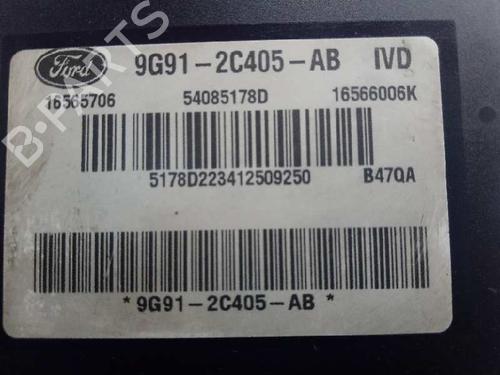 Ford 9G91-2C405-AB IVD
16565706 54085178D 16566006K
5178D223412509250 B47QA
*9G91-2C405-AB*
B-PARTS